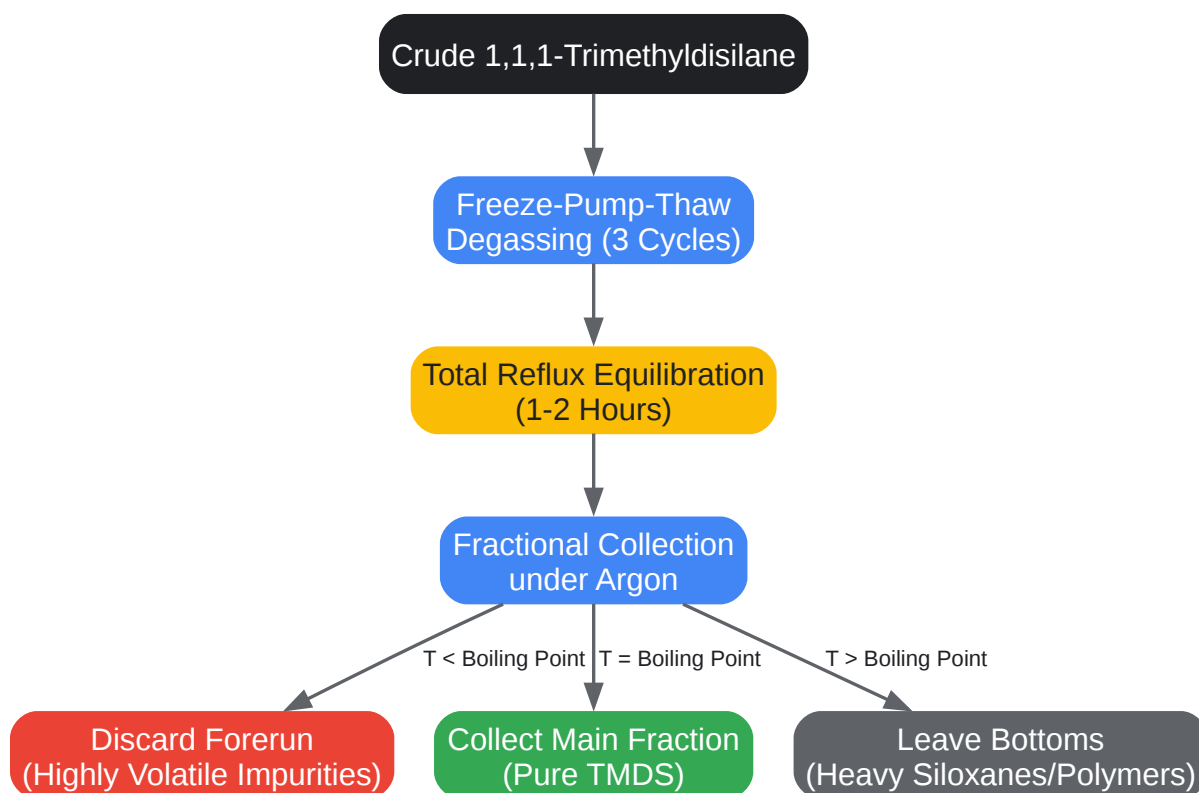 Crude 1,1,1-Trimethyldisilane
Freeze-Pump-Thaw
Degassing (3 Cycles)
Total Reflux Equilibration
(1-2 Hours)
Fractional Collection
under Argon
T < Boiling Point
T = Boiling Point
T > Boiling Point
Discard Forerun
(Highly Volatile Impurities)
Collect Main Fraction
(Pure TMDS)
Leave Bottoms
(Heavy Siloxanes/Polymers)